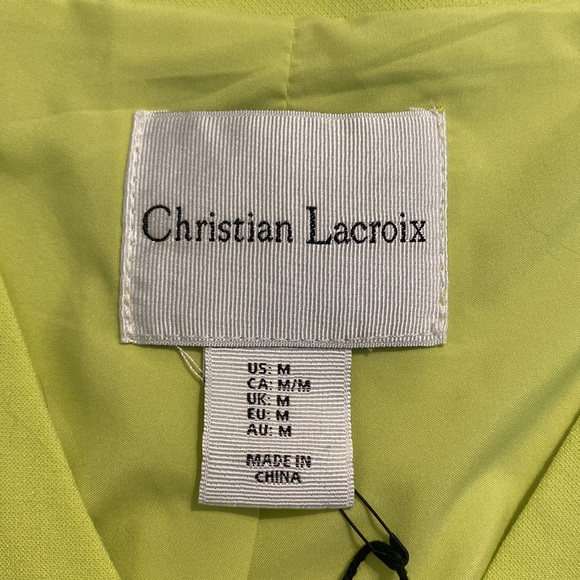 Christian Lacroix
US: M
CA: M/M
UK: M
EU: M
AU: M
MADE IN
CHINA